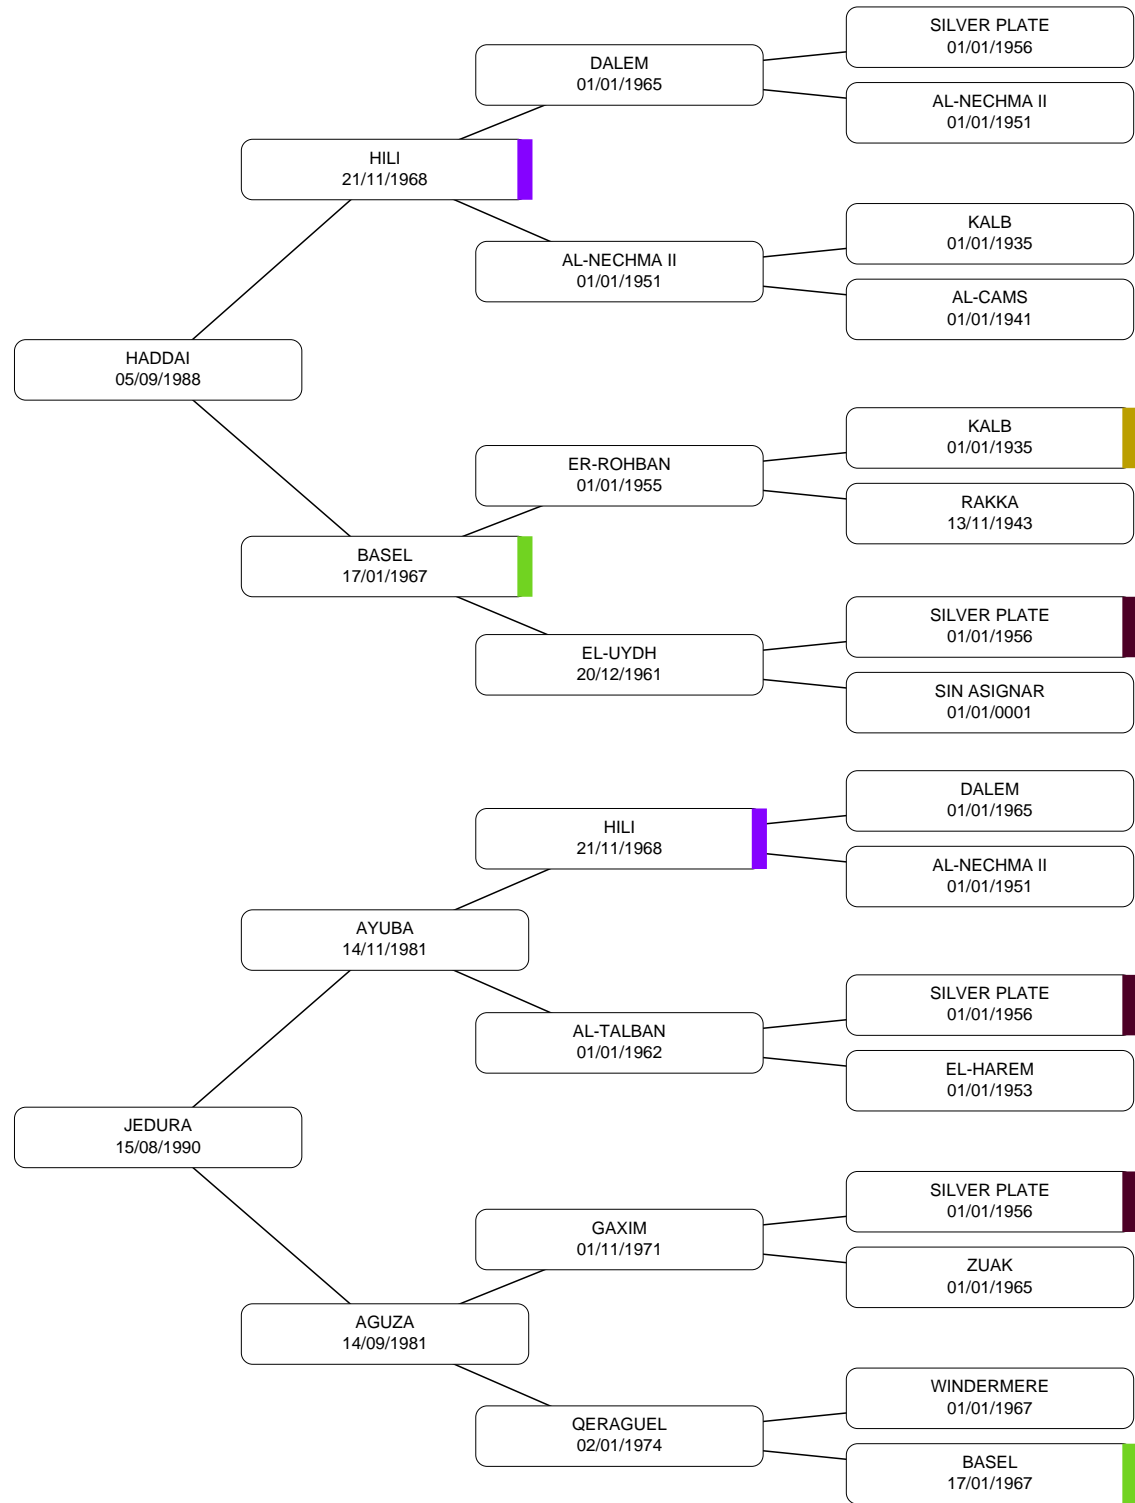 SILVER PLATE
01/01/1956
DALEM
01/01/1965
AL-NECHMA II
01/01/1951
HILI
21/11/1968
KALB
01/01/1935
AL-NECHMA II
01/01/1951
AL-CAMS
01/01/1941
HADDAI
05/09/1988
KALB
01/01/1935
ER-ROHBAN
01/01/1955
RAKKA
13/11/1943
BASEL
17/01/1967
SILVER PLATE
01/01/1956
EL-UYDH
20/12/1961
SIN ASIGNAR
01/01/0001
DALEM
01/01/1965
HILI
21/11/1968
AL-NECHMA II
01/01/1951
AYUBA
14/11/1981
SILVER PLATE
01/01/1956
AL-TALBAN
01/01/1962
EL-HAREM
01/01/1953
JEDURA
15/08/1990
SILVER PLATE
01/01/1956
GAXIM
01/11/1971
ZUAK
01/01/1965
AGUZA
14/09/1981
WINDERMERE
01/01/1967
QERAGUEL
02/01/1974
BASEL
17/01/1967